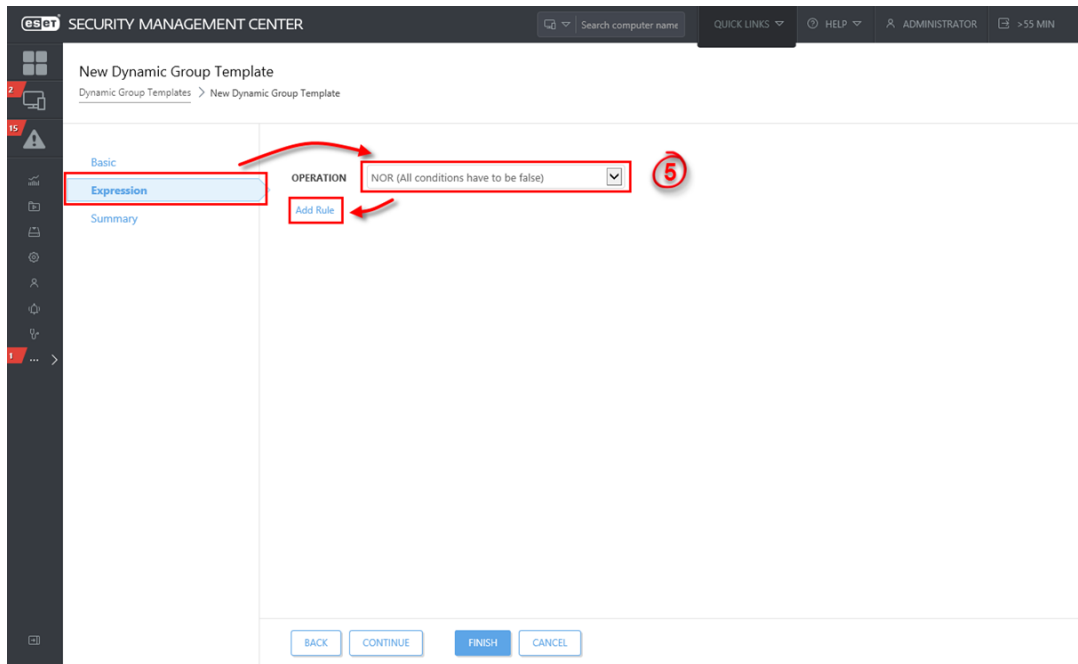 eset SECURITY MANAGEMENT CENTER
Search computer name
QUICK LINKS
HELP
ADMINISTRATOR
>55 MIN
New Dynamic Group Template
Dynamic Group Templates > New Dynamic Group Template
2
15
1
...
Basic
Expression
Summary
OPERATION NOR (All conditions have to be false)
5
Add Rule
BACK CONTINUE FINISH CANCEL